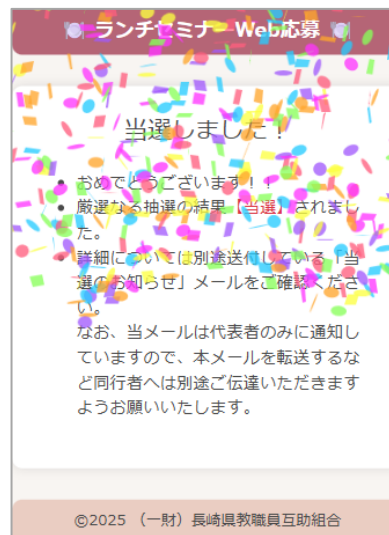 🍽 ランチセミナー Web応募 🍽
当選しました！
おめでとうございます！！
厳選なる抽選の結果【当選】されまし
た。
詳細については別途送付している「当
選のお知らせ」メールをご確認くださ
い。
なお、当メールは代表者のみに通知し
ていますので、本メールを転送するな
ど同行者へは別途ご伝達いただきます
ようお願いいたします。
©2025 （一財）長崎県教職員互助組合